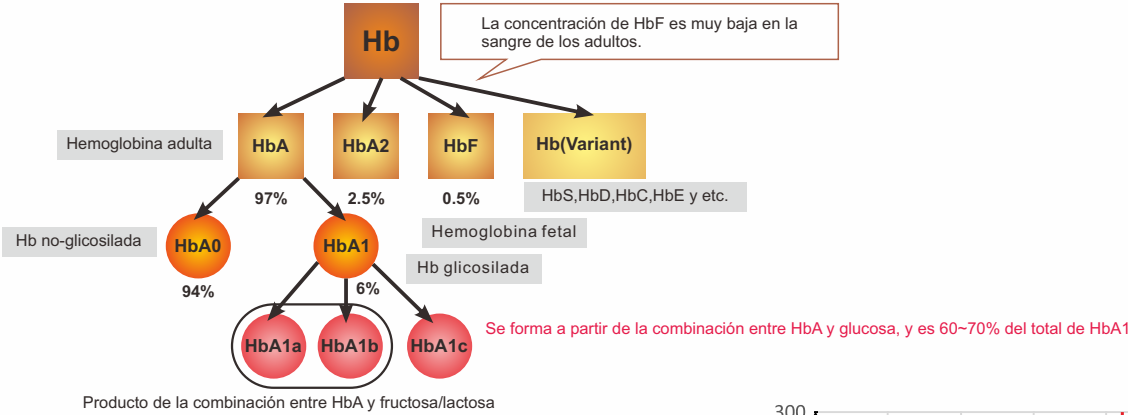 Hb
La concentración de HbF es muy baja en la
sangre de los adultos.
Hemoglobina adulta
HbA
HbA2
HbF
Hb(Variant)
97%
2.5%
0.5%
HbS,HbD,HbC,HbE y etc.
Hemoglobina fetal
Hb no-glicosilada
HbA0
HbA1
Hb glicosilada
94%
6%
HbA1a
HbA1b
HbA1c
Se forma a partir de la combinación entre HbA y glucosa, y es 60~70% del total de HbA1
Producto de la combinación entre HbA y fructosa/lactosa
300